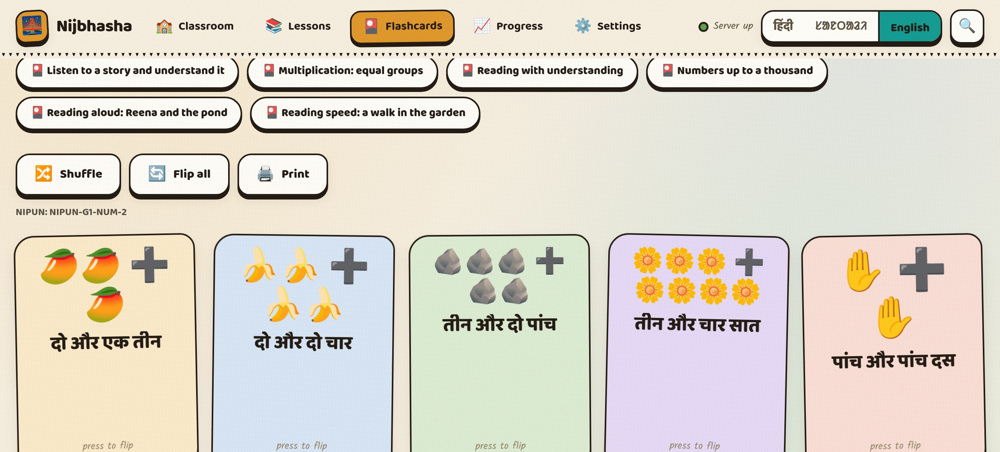 Nijbhasha
Classroom
Lessons
Flashcards
Progress
Settings
Server up
हिंदी
English
Listen to a story and understand it
Multiplication: equal groups
Reading with understanding
Numbers up to a thousand
Reading aloud: Reena and the pond
Reading speed: a walk in the garden
Shuffle
Flip all
Print
NIPUN: NIPUN-G1-NUM-2
दो और एक तीन
दो और दो चार
तीन और दो पांच
तीन और चार सात
पांच और पांच दस
press to flip
press to flip
press to flip
press to flip
press to flip